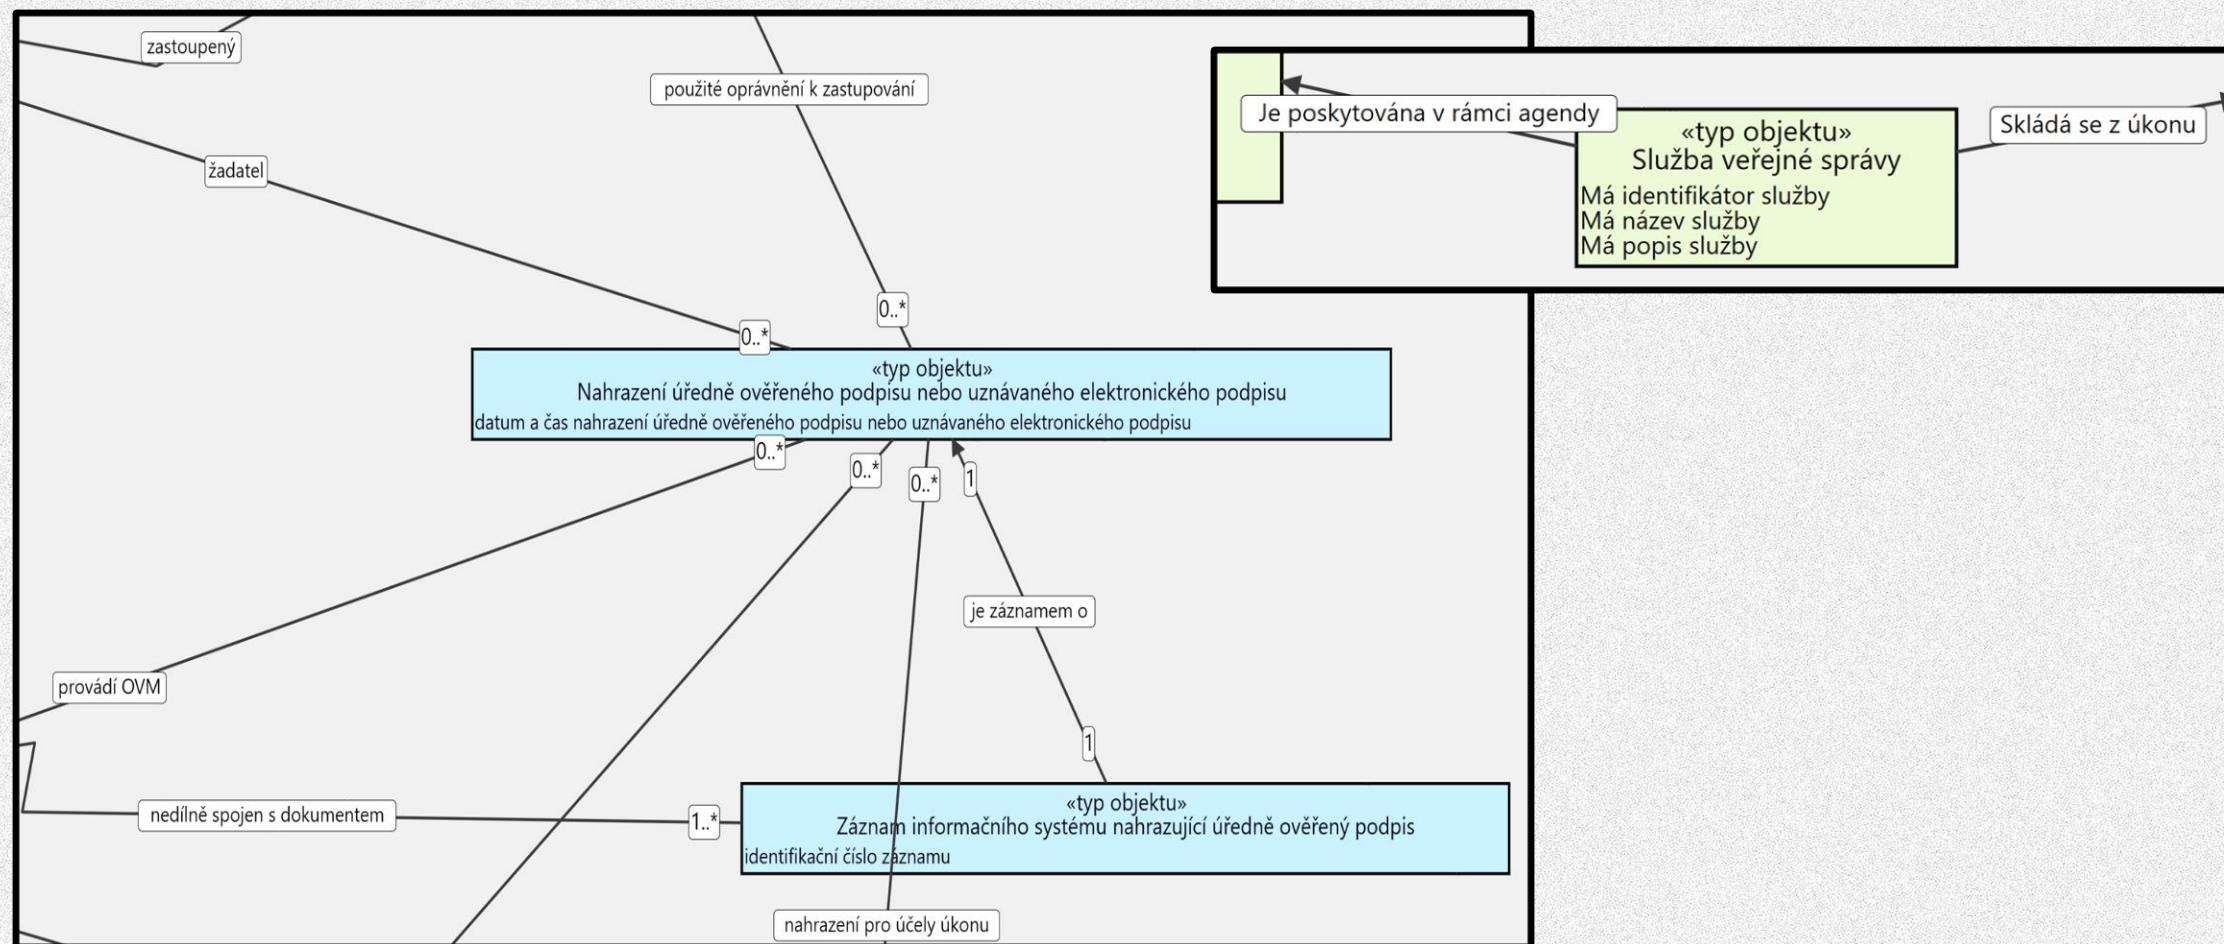 zastoupený
použité oprávnění k zastupování
Je poskytována v rámci agendy
«typ objektu»
Služba veřejné správy
Má identifikátor služby
Má název služby
Má popis služby
Skládá se z úkonu
žadatel
0..*
0..*
«typ objektu»
Nahrazení úředně ověřeného podpisu nebo uznávaného elektronického podpisu
datum a čas nahrazení úředně ověřeného podpisu nebo uznávaného elektronického podpisu
0..*
0..*
0..*
1
je záznamem o
provádí OVM
1
nedílně spojen s dokumentem
1..*
«typ objektu»
Záznam informačního systému nahrazující úředně ověřený podpis
identifikační číslo záznamu
nahrazení pro účely úkonu